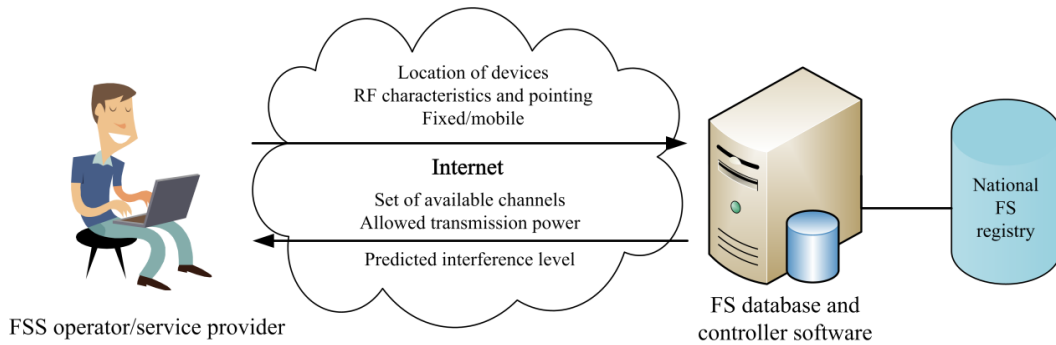 Location of devices
RF characteristics and pointing
Fixed/mobile
Internet
Set of available channels
Allowed transmission power
Predicted interference level
FSS operator/service provider
FS database and
controller software
National
FS
registry